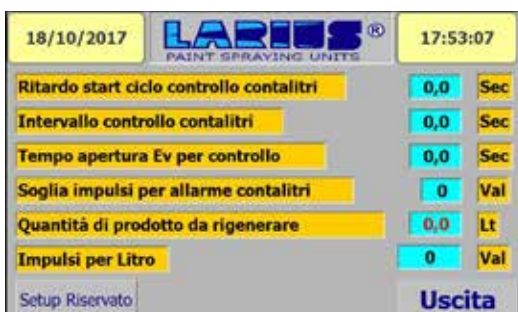 18/10/2017 LARIUS ® 17:53:07
PAINT SPRAYING UNITS
Ritardo start ciclo controllo contalitri 0,0 Sec
Intervallo controllo contalitri 0,0 Sec
Tempo apertura Ev per controllo 0,0 Sec
Soglia impulsi per allarme contalitri 0 Val
Quantità di prodotto da rigenerare 0,0 Lt
Impulsi per Litro 0 Val
Setup Riservato Uscita